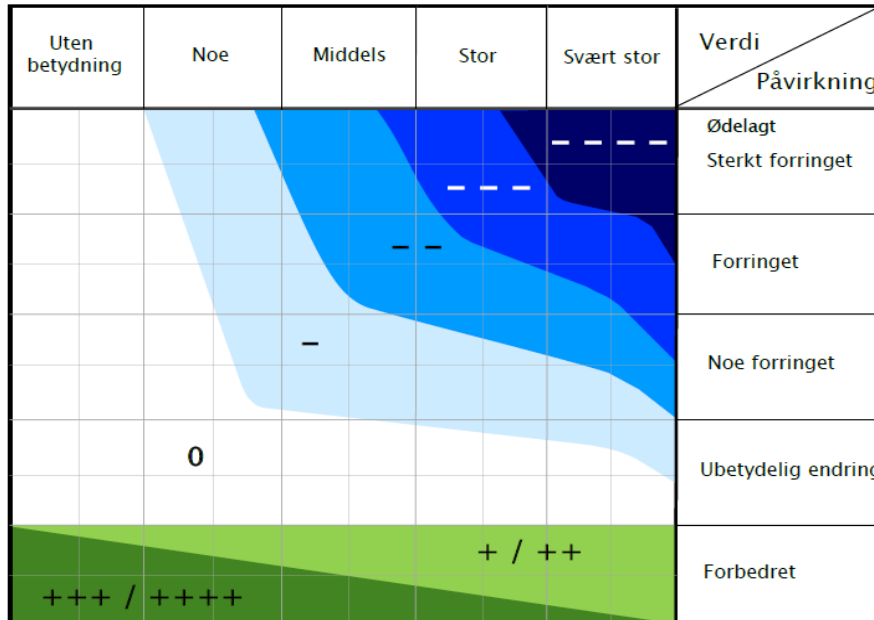 Uten
betydning
Noe
Middels
Stor
Svært stor
Verdi
Påvirkning
Ødelagt
Sterkt forringet
– – – –
– – –
– –
Forringet
–
Noe forringet
0
Ubetydelig endring
+ / ++
Forbedret
+++ / ++++